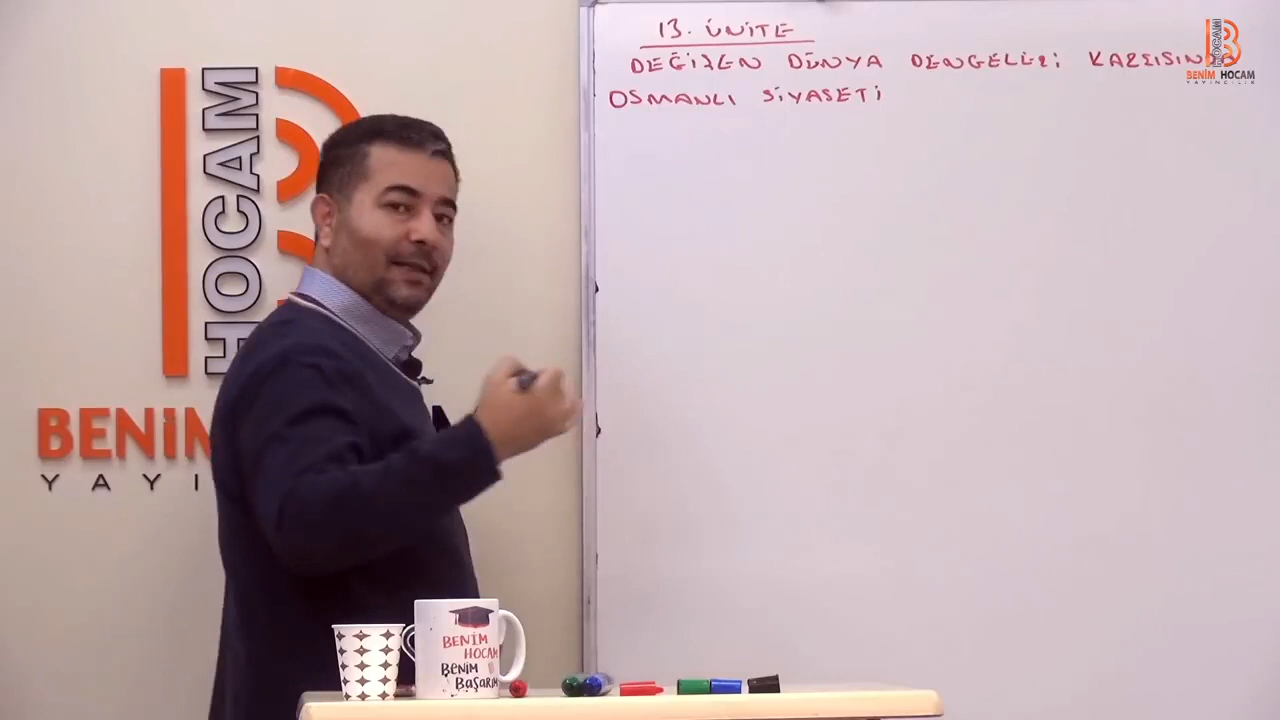 13. ÜNİTE
DEĞİŞEN DÜNYA DENGELERİ KARŞISINDA
OSMANLI SİYASETİ
HOCAM
BENİM HOCAM
YAYINCILIK
HOCAM
BENİM
YAYI
BENİM
HOCAM
BENİM
BAŞARIM